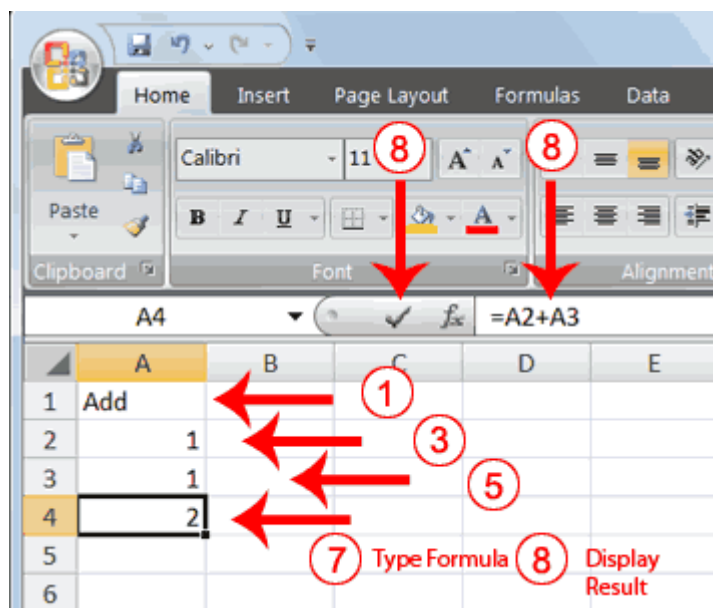 Home Insert Page Layout Formulas Data
Calibri 11 8 A A 8
Paste B I U A
Clipboard Font Alignment
A4 fx =A2+A3
A B C D E
1 Add 1
2 1 3
3 1 5
4 2
5 7 Type Formula 8 Display
6 Result